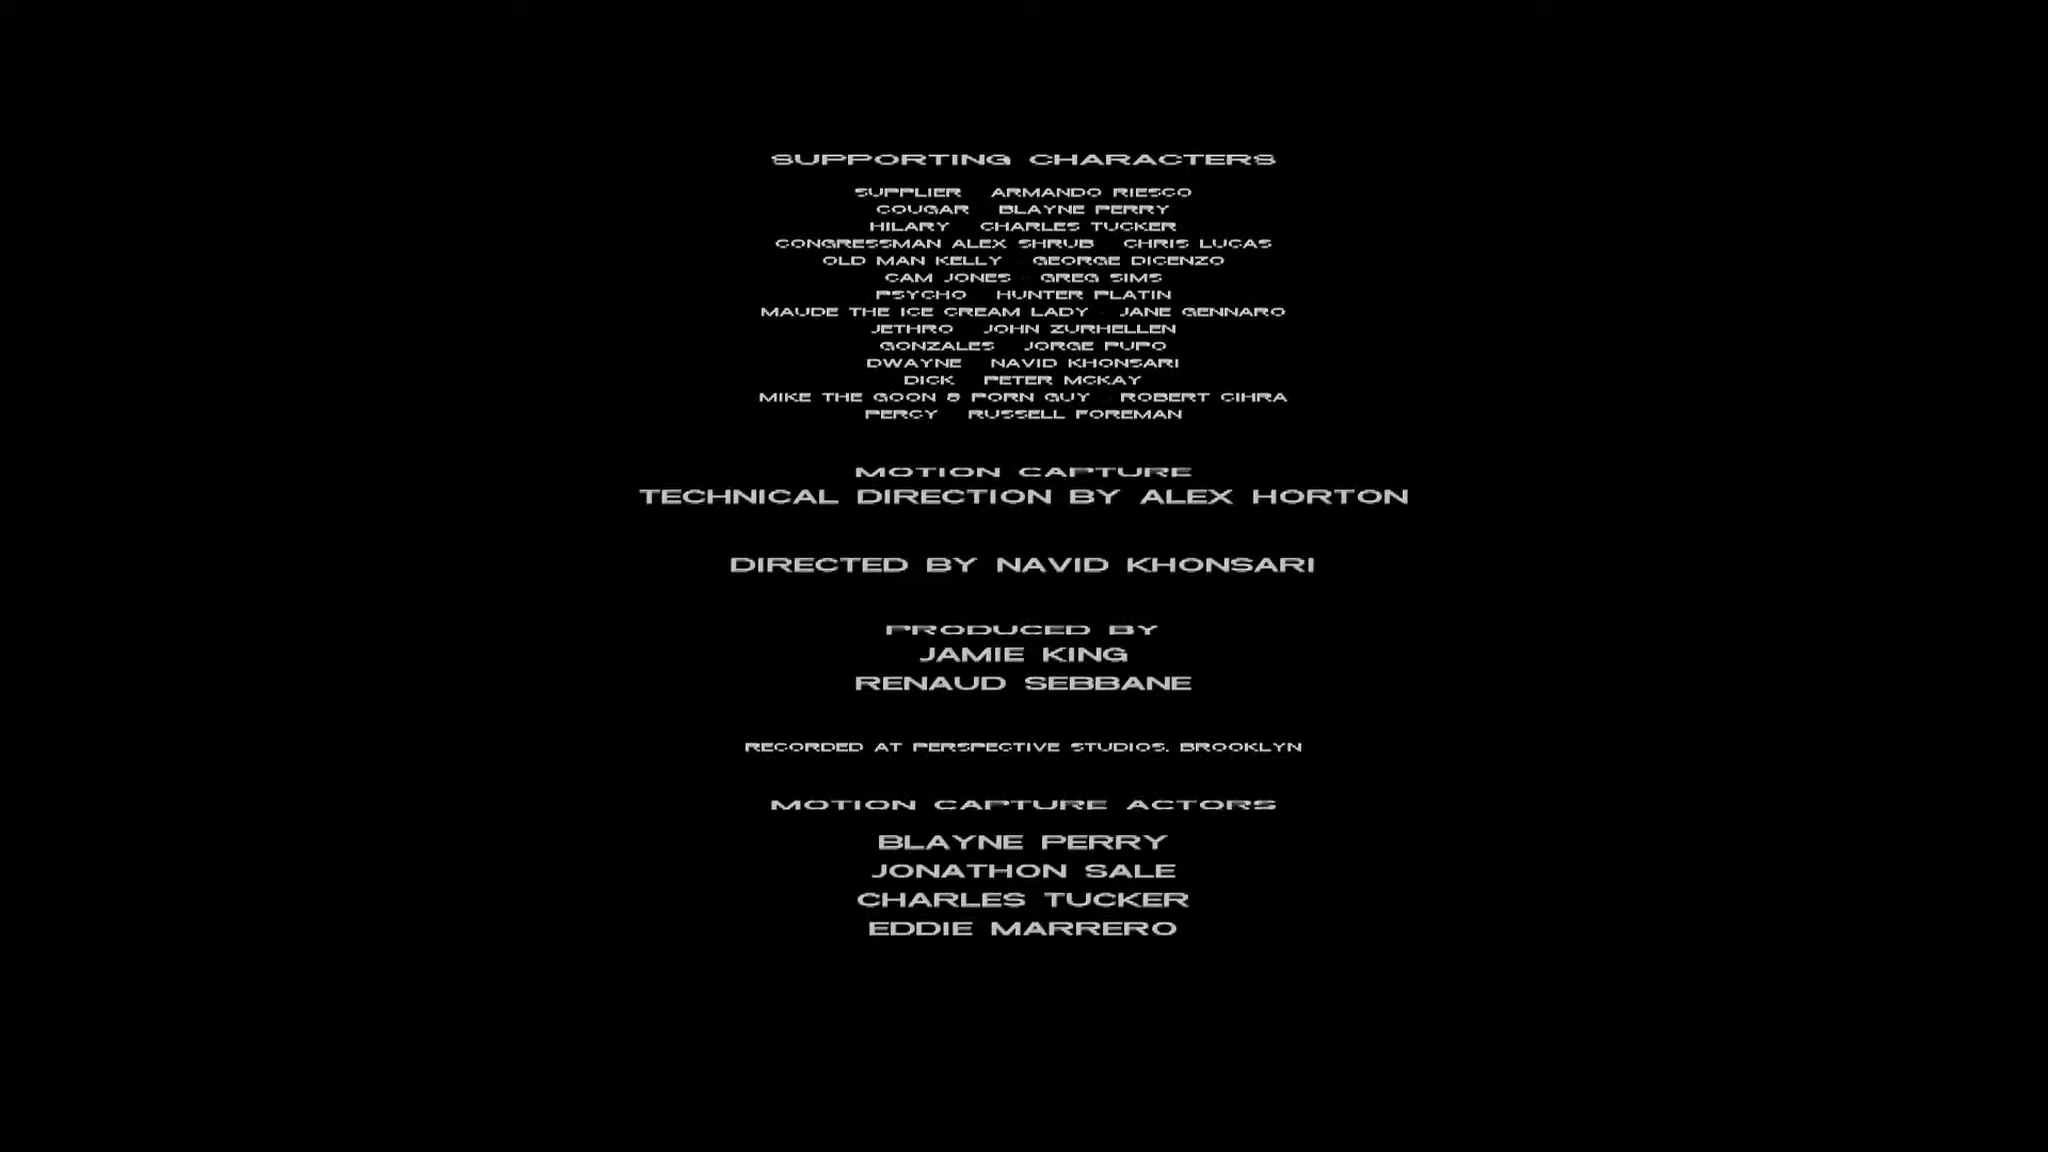 SUPPORTING CHARACTERS
SUPPLIER ARMANDO RIESCO
COUGAR BLAYNE PERRY
HILARY CHARLES TUCKER
CONGRESSMAN ALEX SHRUB CHRIS LUCAS
OLD MAN KELLY GEORGE DICENZO
CAM JONES GREG SIMS
PSYCHO HUNTER PLATIN
MAUDE THE ICE CREAM LADY JANE GENNARO
JETHRO JOHN ZURHELLEN
GONZALES JORGE PUPO
DWAYNE NAVID KHONSARI
DICK PETER MCKAY
MIKE THE GOON & PORN GUY ROBERT CIHRA
PERCY RUSSELL FOREMAN
MOTION CAPTURE
TECHNICAL DIRECTION BY ALEX HORTON
DIRECTED BY NAVID KHONSARI
PRODUCED BY
JAMIE KING
RENAUD SEBBANE
RECORDED AT PERSPECTIVE STUDIOS, BROOKLYN
MOTION CAPTURE ACTORS
BLAYNE PERRY
JONATHON SALE
CHARLES TUCKER
EDDIE MARRERO